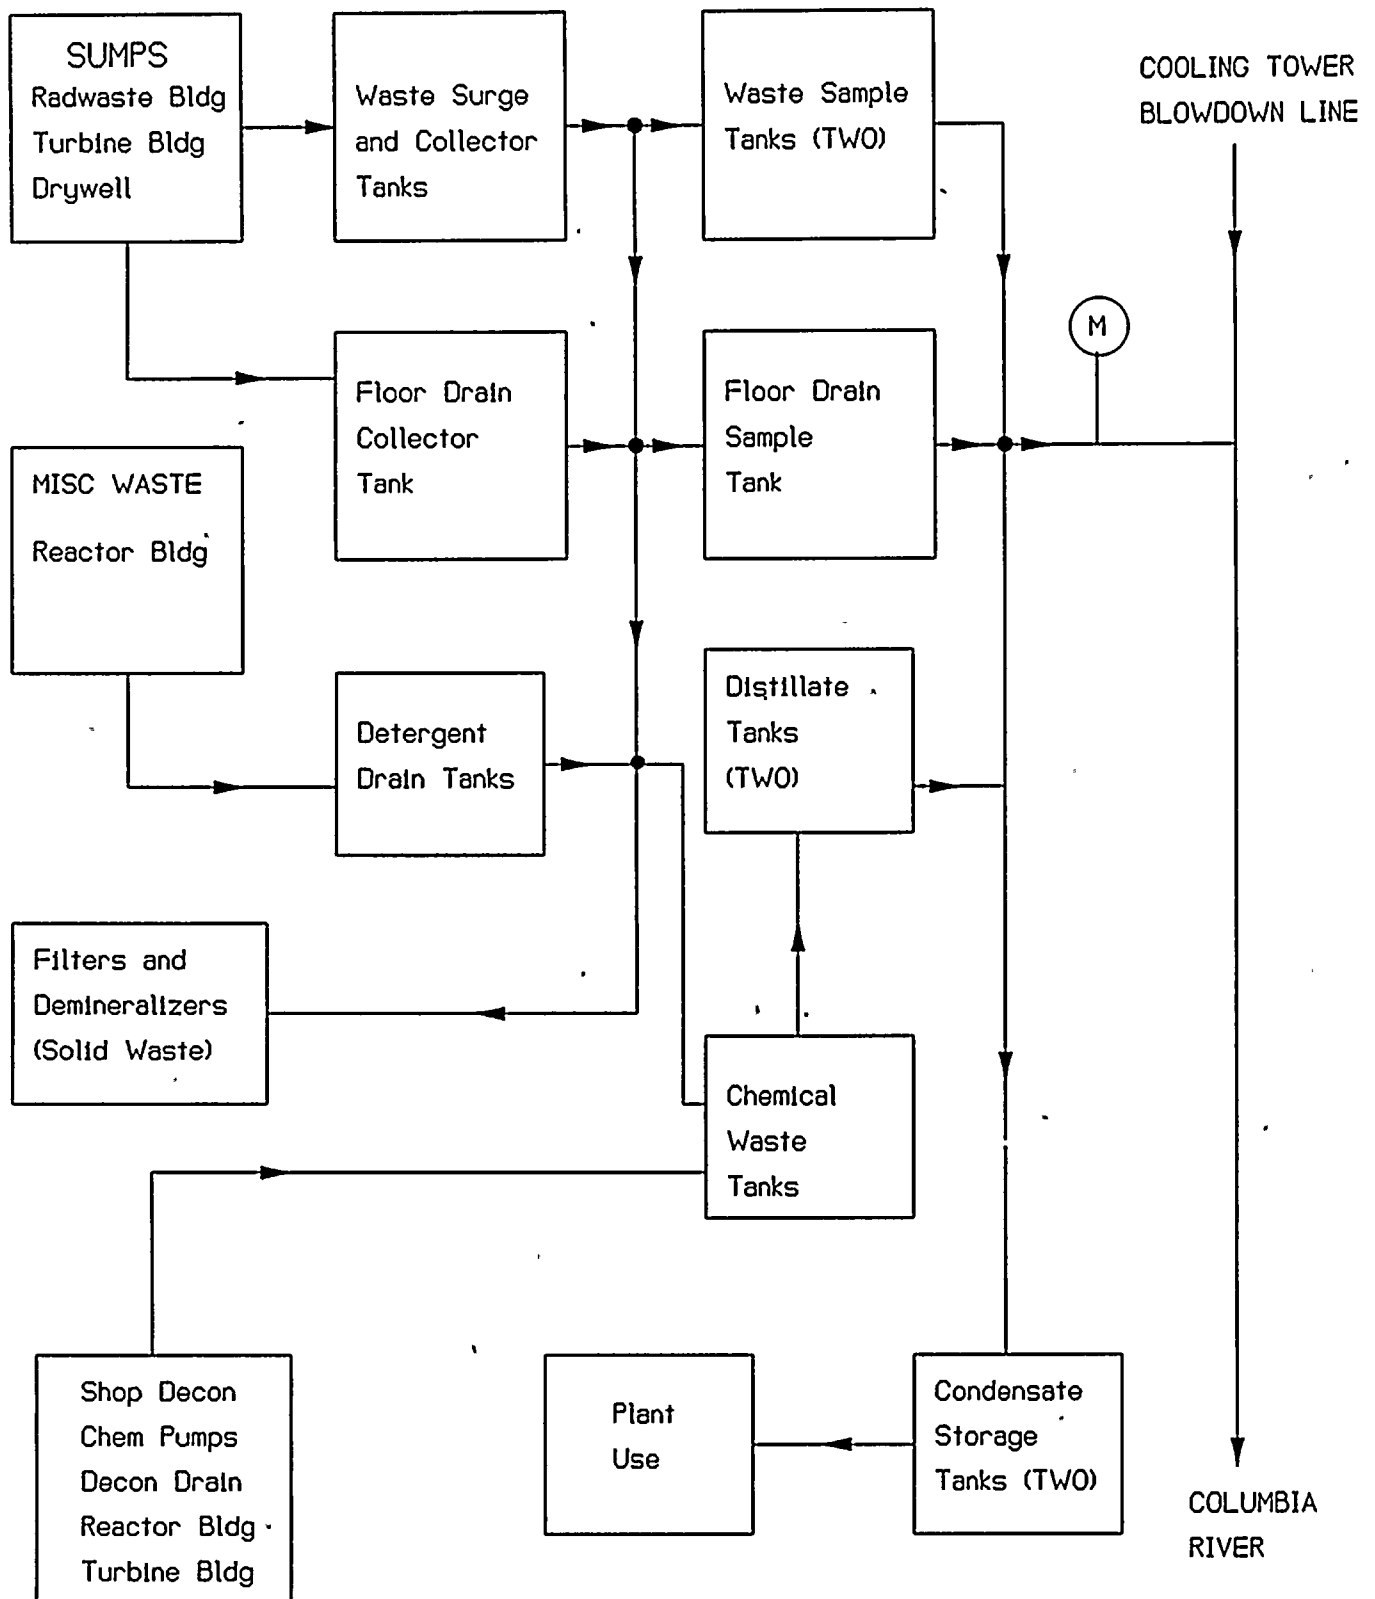 SUMPS
Radwaste Bldg
Turbine Bldg
Drywell
Waste Surge
and Collector
Tanks
Waste Sample
Tanks (TWO)
COOLING TOWER
BLOWDOWN LINE
Floor Drain
Collector
Tank
Floor Drain
Sample
Tank
M
MISC WASTE
Reactor Bldg
Detergent
Drain Tanks
Distillate
Tanks
(TWO)
Filters and
Demineralizers
(Solid Waste)
Chemical
Waste
Tanks
Shop Decon
Chem Pumps
Decon Drain
Reactor Bldg
Turbine Bldg
Plant
Use
Condensate
Storage
Tanks (TWO)
COLUMBIA
RIVER